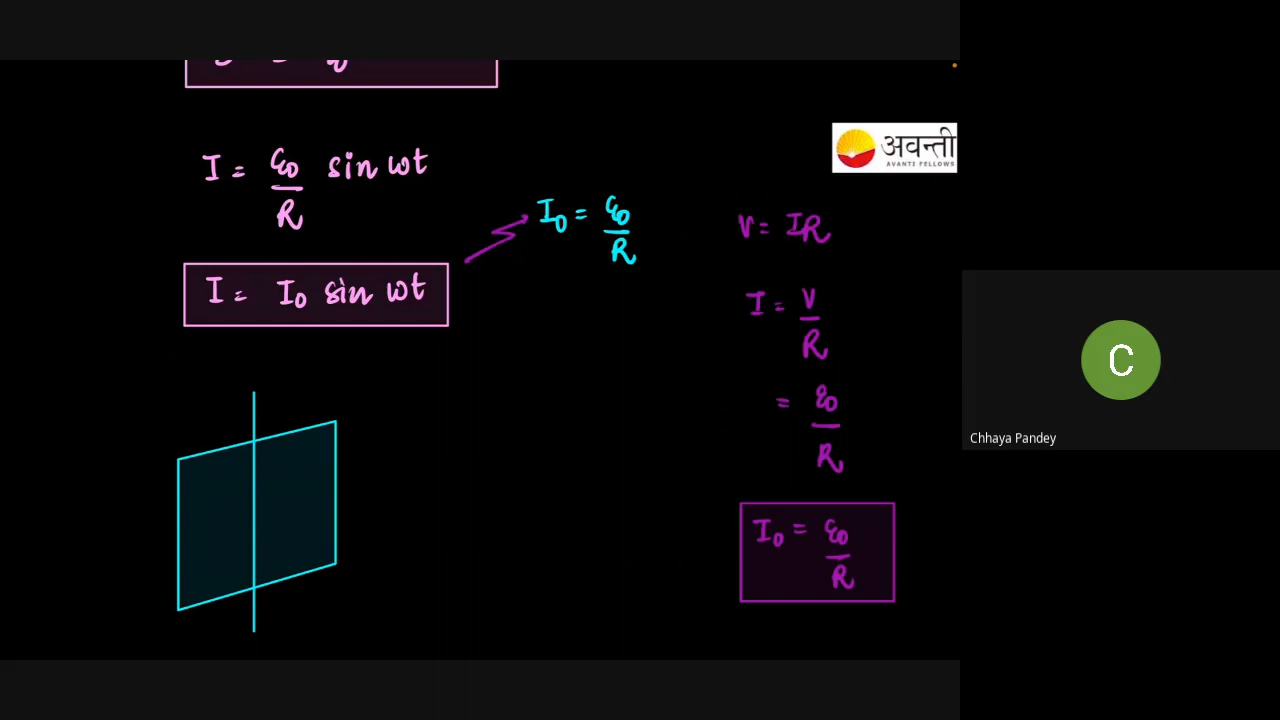 I = ε0/R sin ωt
I0 = ε0/R
I = I0 sin ωt
अवन्ती
AVANTI FELLOWS
V = IR
I = V/R
= ε0/R
I0 = ε0/R
C
Chhaya Pandey